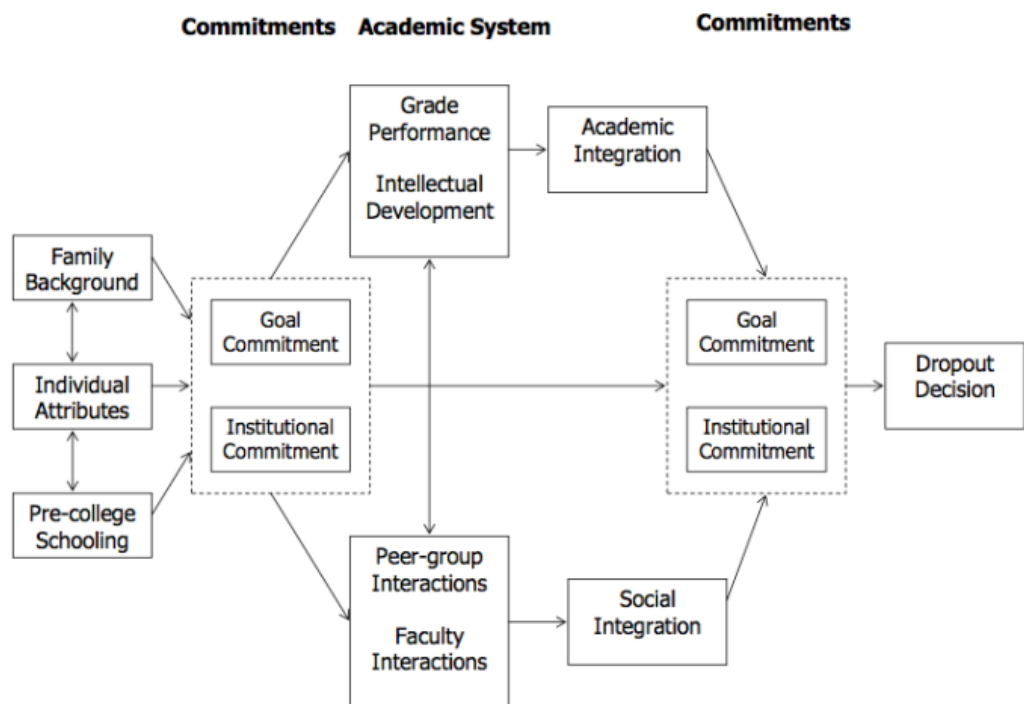 Commitments
Academic System
Commitments
Grade
Performance
Intellectual
Development
Academic
Integration
Family
Background
Individual
Attributes
Pre-college
Schooling
Goal
Commitment
Institutional
Commitment
Peer-group
Interactions
Faculty
Interactions
Social
Integration
Goal
Commitment
Institutional
Commitment
Dropout
Decision